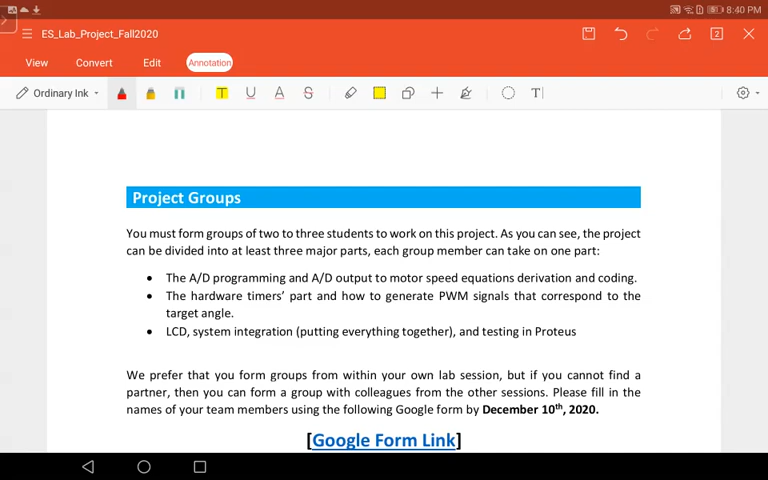 8:40 PM
ES_Lab_Project_Fall2020
2
View Convert Edit Annotation
Ordinary Ink T U A S T
Project Groups
You must form groups of two to three students to work on this project. As you can see, the project
can be divided into at least three major parts, each group member can take on one part:
• The A/D programming and A/D output to motor speed equations derivation and coding.
• The hardware timers' part and how to generate PWM signals that correspond to the
target angle.
• LCD, system integration (putting everything together), and testing in Proteus
We prefer that you form groups from within your own lab session, but if you cannot find a
partner, then you can form a group with colleagues from the other sessions. Please fill in the
names of your team members using the following Google form by December 10th, 2020.
[Google Form Link]